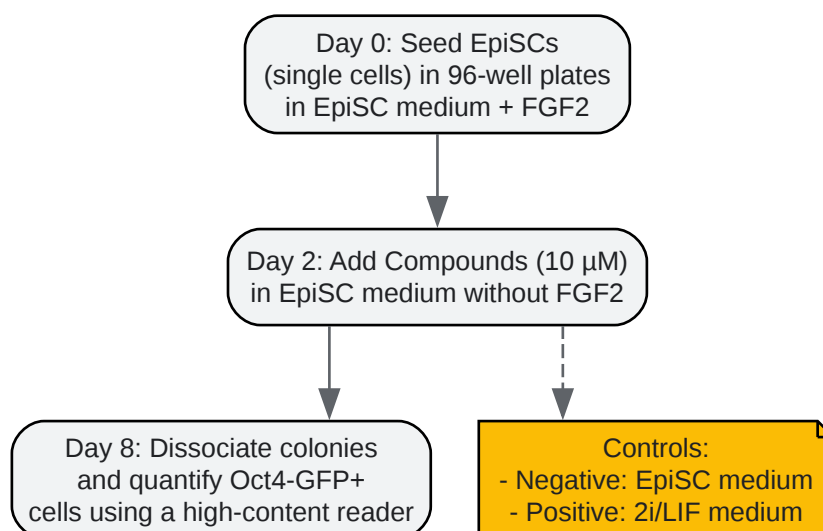 Day 0: Seed EpiSCs
(single cells) in 96-well plates
in EpiSC medium + FGF2
Day 2: Add Compounds (10 µM)
in EpiSC medium without FGF2
Day 8: Dissociate colonies
and quantify Oct4-GFP+
cells using a high-content reader
Controls:
- Negative: EpiSC medium
- Positive: 2i/LIF medium